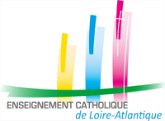 ENSEIGNEMENT CATHOLIQUE
de Loire-Atlantique